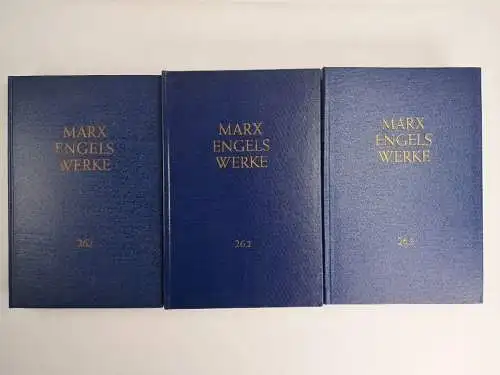 MARX
ENGELS
WERKE
26,1
MARX
ENGELS
WERKE
26,2
MARX
ENGELS
WERKE
26,3